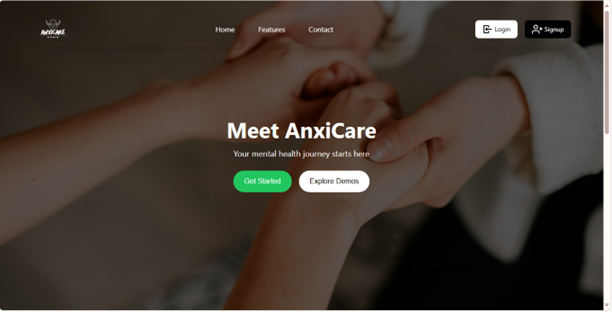 ANXICARE
Home
Features
Contact
Login
Signup
Meet AnxiCare
Your mental health journey starts here
Get Started
Explore Demos